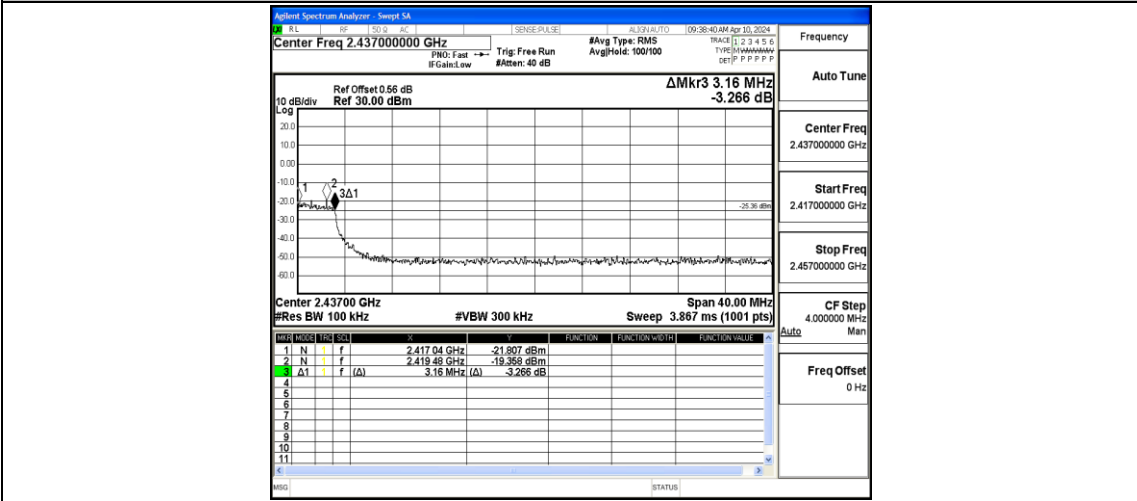 Agilent Spectrum Analyzer - Swept SA
RL RF 50 Ω AC SENSE:PULSE ALIGN AUTO 09:38:40 AM Apr 10, 2024
Center Freq 2.437000000 GHz
PNO: Fast
IFGain:Low
Trig: Free Run
#Atten: 40 dB
#Avg Type: RMS
Avg|Hold: 100/100
TRACE 1 2 3 4 5 6
TYPE M
DET P P P P P P
Ref Offset 0.56 dB
10 dB/div Ref 30.00 dBm
Log
ΔMkr3 3.16 MHz
-3.266 dB
20.0
10.0
0.00
-10.0
-20.0
-30.0
-40.0
-50.0
-60.0
1
2
3Δ1
-25.36 dBm
Center 2.43700 GHz Span 40.00 MHz
#Res BW 100 kHz #VBW 300 kHz Sweep 3.867 ms (1001 pts)
MKR MODE TRC SCL X Y FUNCTION FUNCTION WIDTH FUNCTION VALUE
1 N 1 f 2.417 04 GHz -21.807 dBm
2 N 1 f 2.419 48 GHz -19.358 dBm
3 Δ1 1 f (Δ) 3.16 MHz (Δ) -3.266 dB
4
5
6
7
8
9
10
11
MSG STATUS
Frequency
Auto Tune
Center Freq
2.437000000 GHz
Start Freq
2.417000000 GHz
Stop Freq
2.457000000 GHz
CF Step
4.000000 MHz
Auto Man
Freq Offset
0 Hz